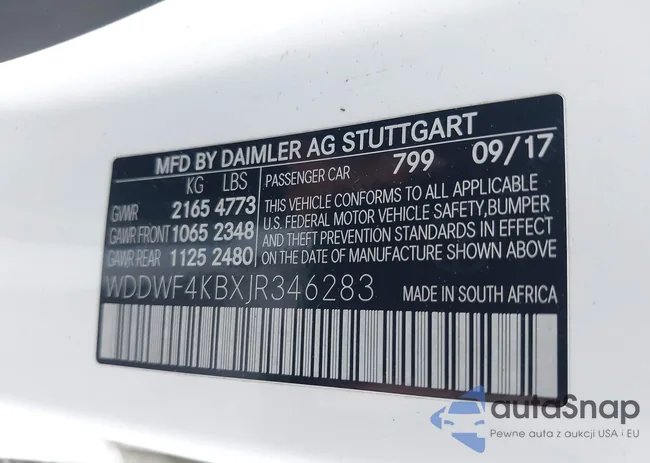 MFD BY DAIMLER AG STUTTGART
KG LBS
GVWR 2165 4773
GAWR FRONT 1065 2348
GAWR REAR 1125 2480
PASSENGER CAR 799 09/17
THIS VEHICLE CONFORMS TO ALL APPLICABLE
U.S. FEDERAL MOTOR VEHICLE SAFETY, BUMPER
AND THEFT PREVENTION STANDARDS IN EFFECT
ON THE DATE OF MANUFACTURE SHOWN ABOVE
WDDWF4KBXJR346283 MADE IN SOUTH AFRICA
autoSnap
Pewne auta z aukcji USA i EU